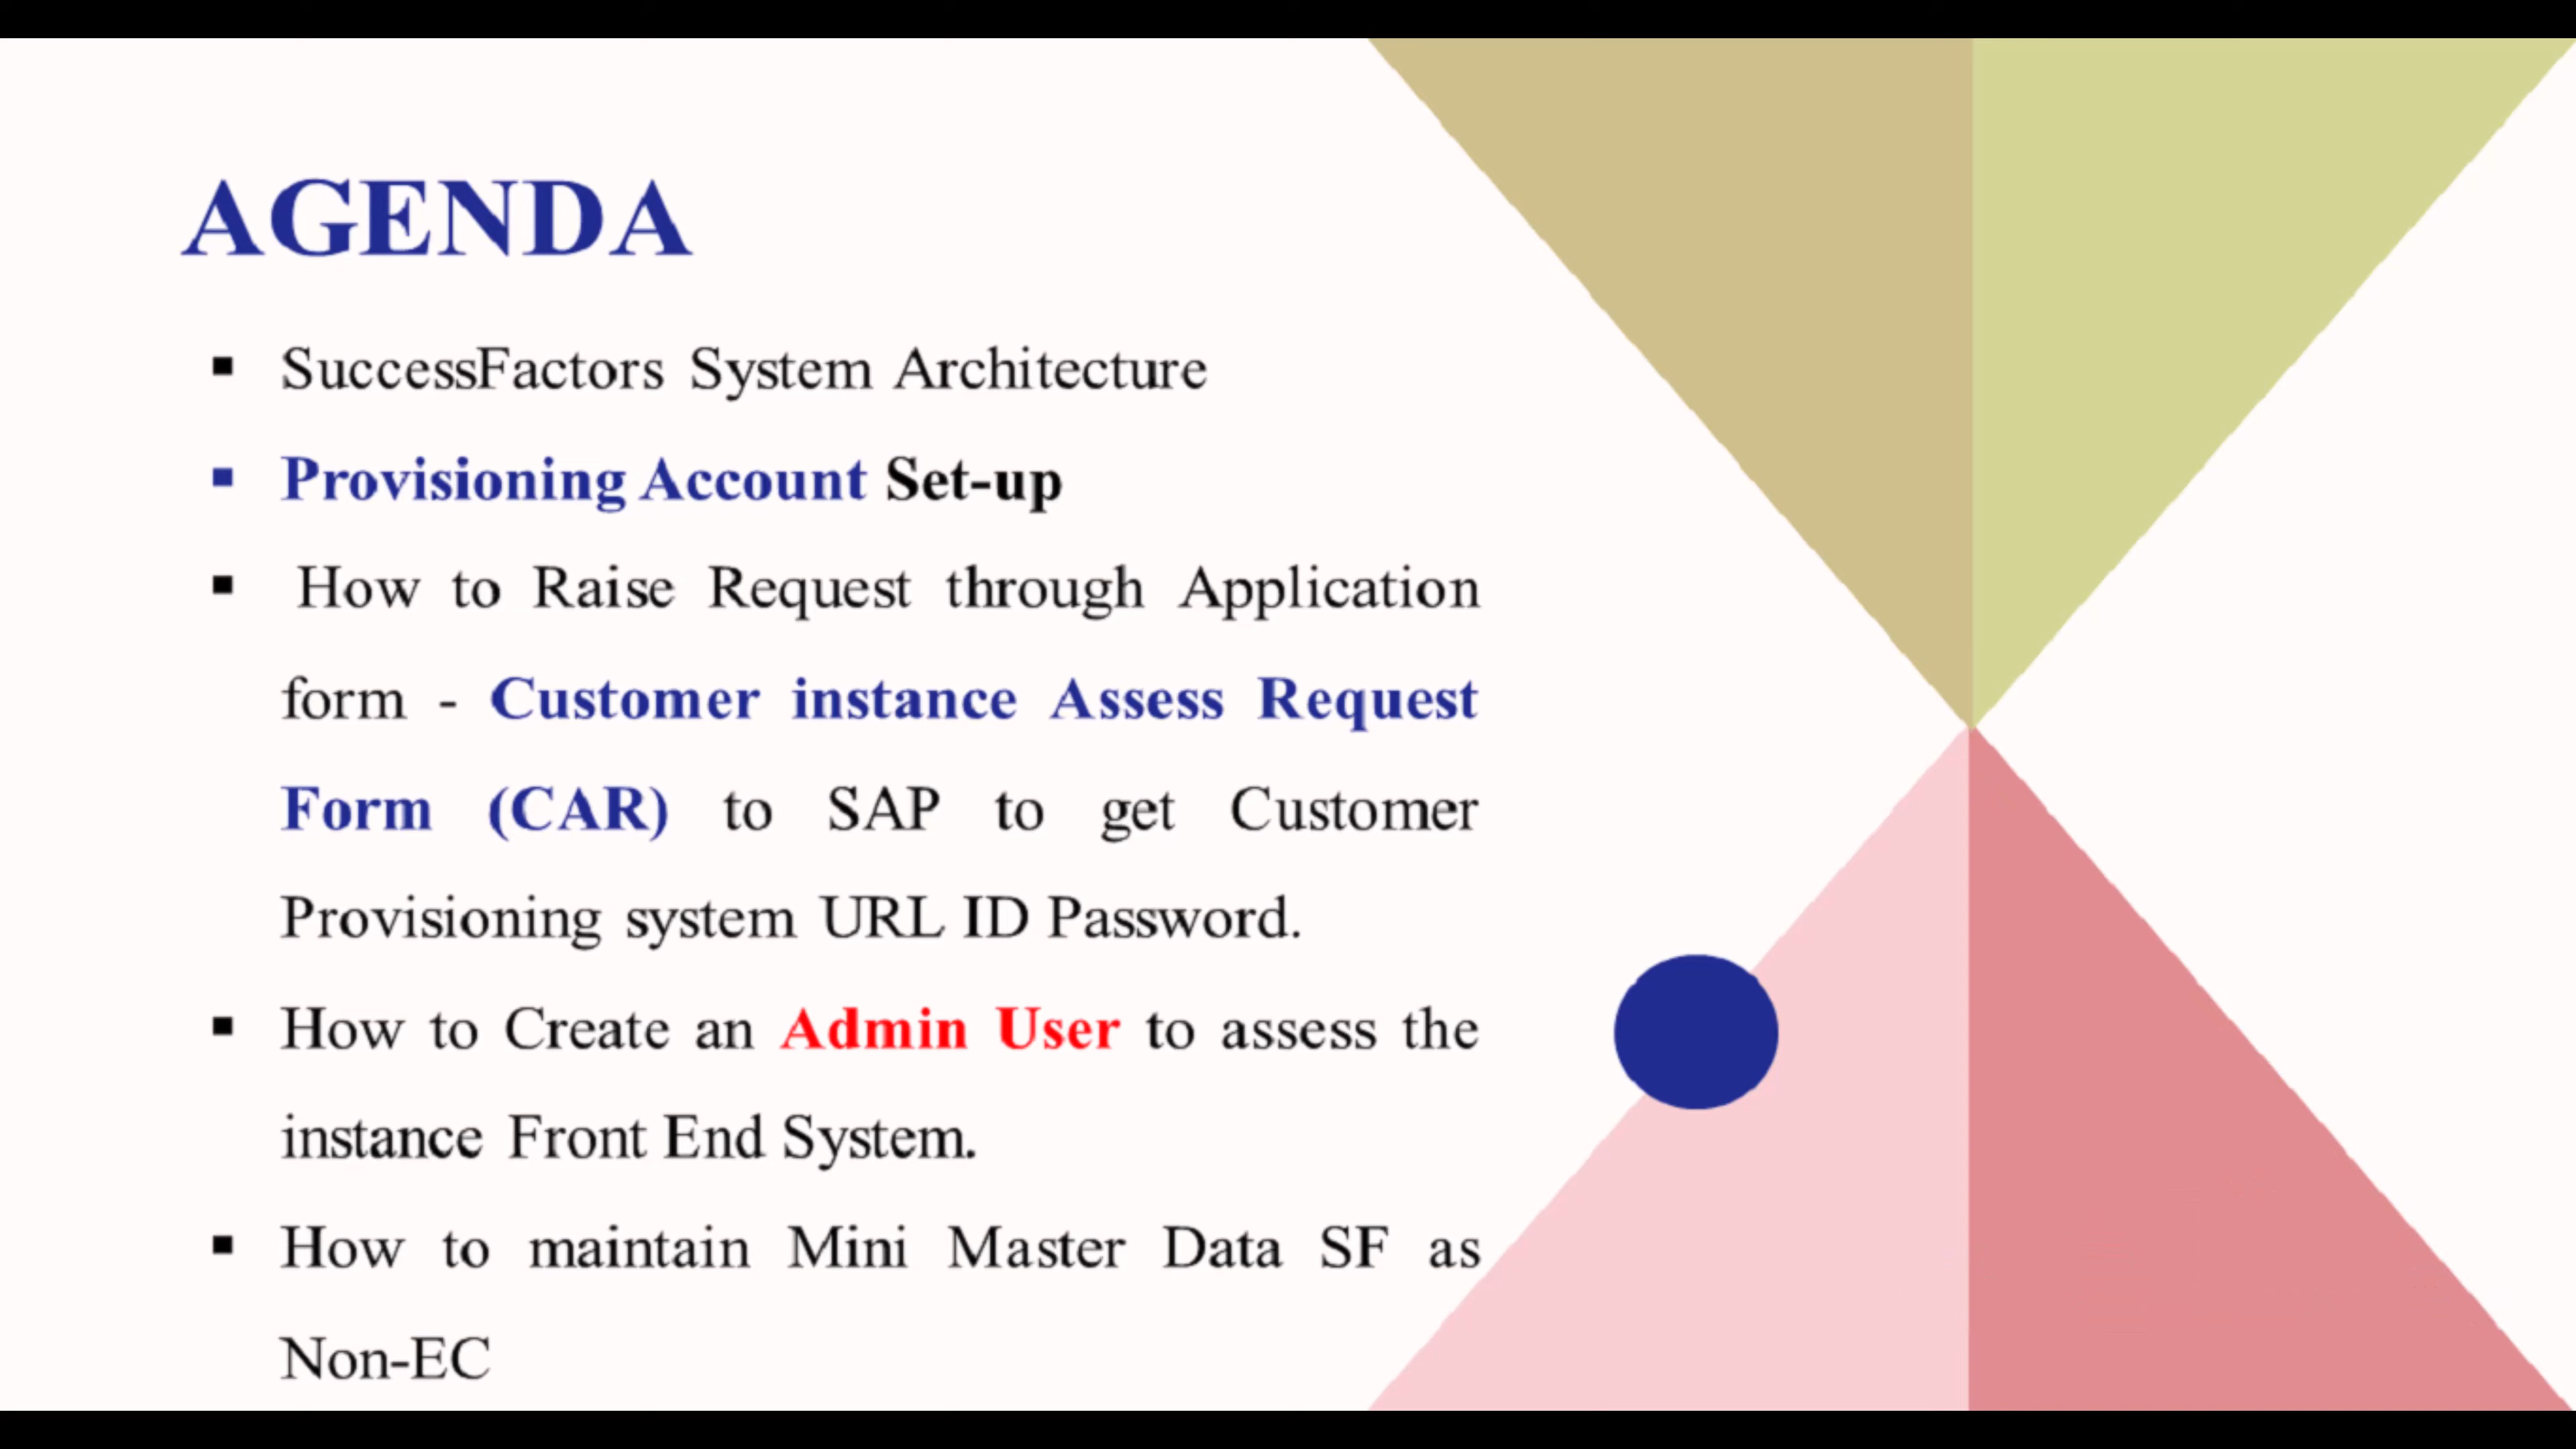 AGENDA
▪ SuccessFactors System Architecture
▪ Provisioning Account Set-up
▪ How to Raise Request through Application
form - Customer instance Assess Request
Form (CAR) to SAP to get Customer
Provisioning system URL ID Password.
▪ How to Create an Admin User to assess the
instance Front End System.
▪ How to maintain Mini Master Data SF as
Non-EC